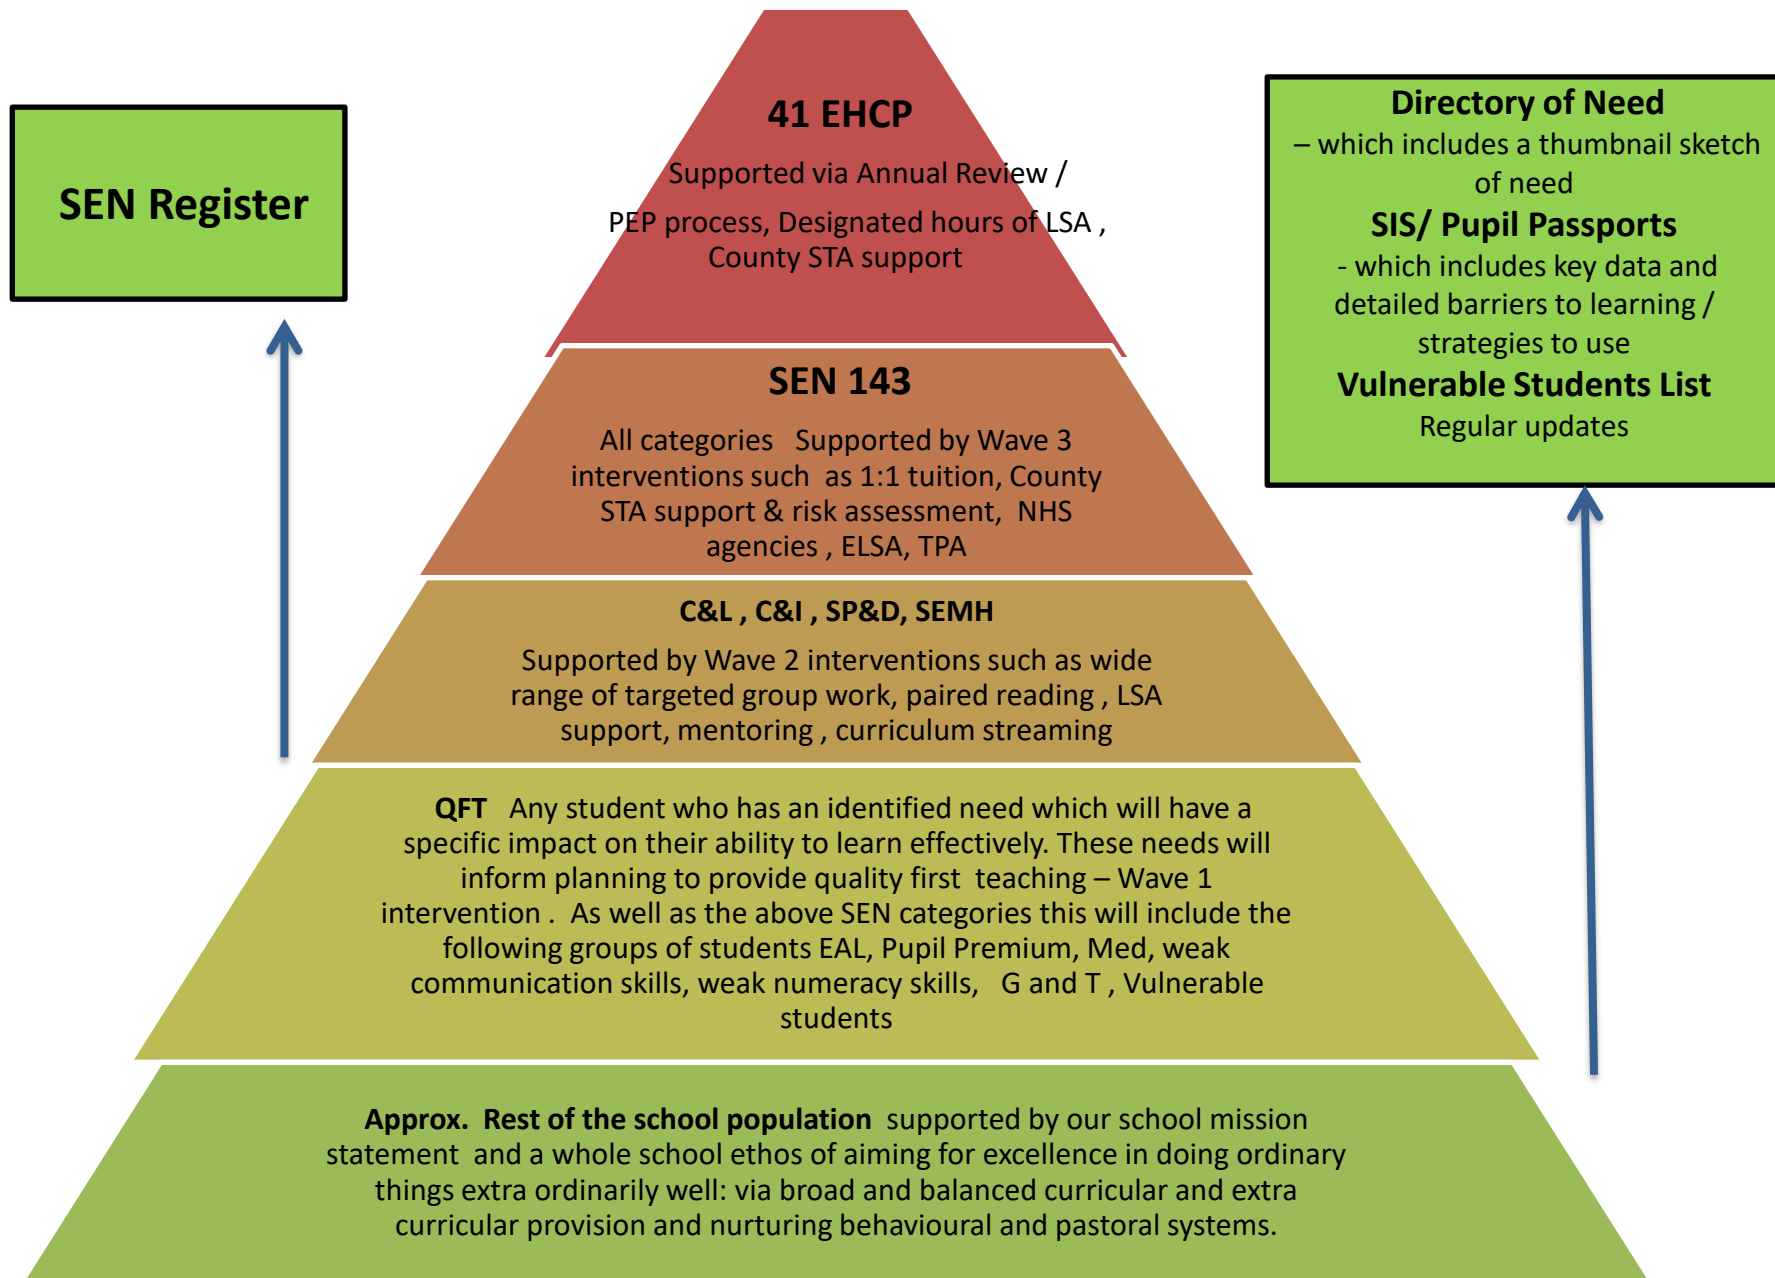 SEN Register
41 EHCP
Supported via Annual Review /
PEP process, Designated hours of LSA ,
County STA support
SEN 143
All categories   Supported by Wave 3
interventions such  as 1:1 tuition, County
STA support & risk assessment,  NHS
agencies , ELSA, TPA
C&L , C&I , SP&D, SEMH
Supported by Wave 2 interventions such as wide
range of targeted group work, paired reading , LSA
support, mentoring , curriculum streaming
QFT   Any student who has an identified need which will have a
specific impact on their ability to learn effectively. These needs will
inform planning to provide quality first  teaching – Wave 1
intervention .  As well as the above SEN categories this will include the
following groups of students EAL, Pupil Premium, Med, weak
communication skills, weak numeracy skills,   G and T , Vulnerable
students
Approx.  Rest of the school population  supported by our school mission
statement  and a whole school ethos of aiming for excellence in doing ordinary
things extra ordinarily well: via broad and balanced curricular and extra
curricular provision and nurturing behavioural and pastoral systems.
Directory of Need
– which includes a thumbnail sketch
of need
SIS/ Pupil Passports
- which includes key data and
detailed barriers to learning /
strategies to use
Vulnerable Students List
Regular updates